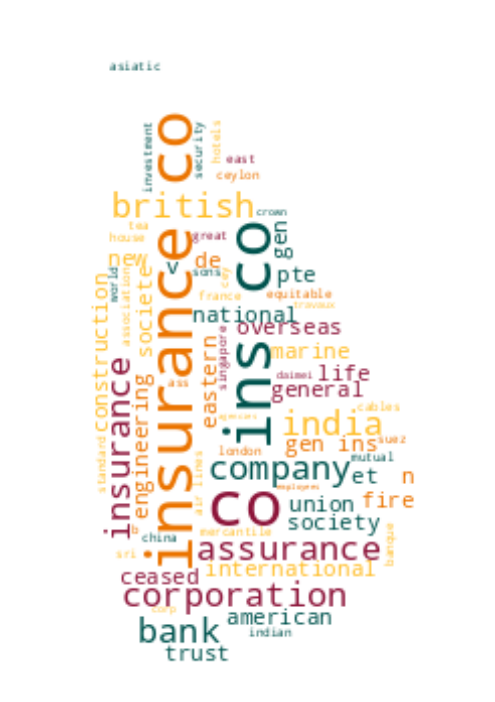 asiatic
co
investment
security
hotels
east
ceylon
british
crown
tea
house
great
gen
new
v
de
sons
world
co
pte
cey
france
equitable
association
societe
construction
national
overseas
insurance
singapore
marine
eastern
ins
daimei
life
ass
general
cables
india
engineering
insurance
gen ins
suez
london
mutual
standard
air lines
company
et
n
employees
co
union
fire
society
b
china
mercantile
banque
assurance
sri
international
ceased
corporation
corp
american
bank
indian
trust